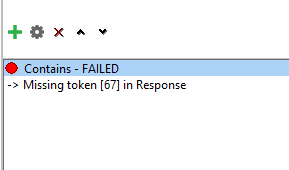 Contains - FAILED
-> Missing token [67] in Response